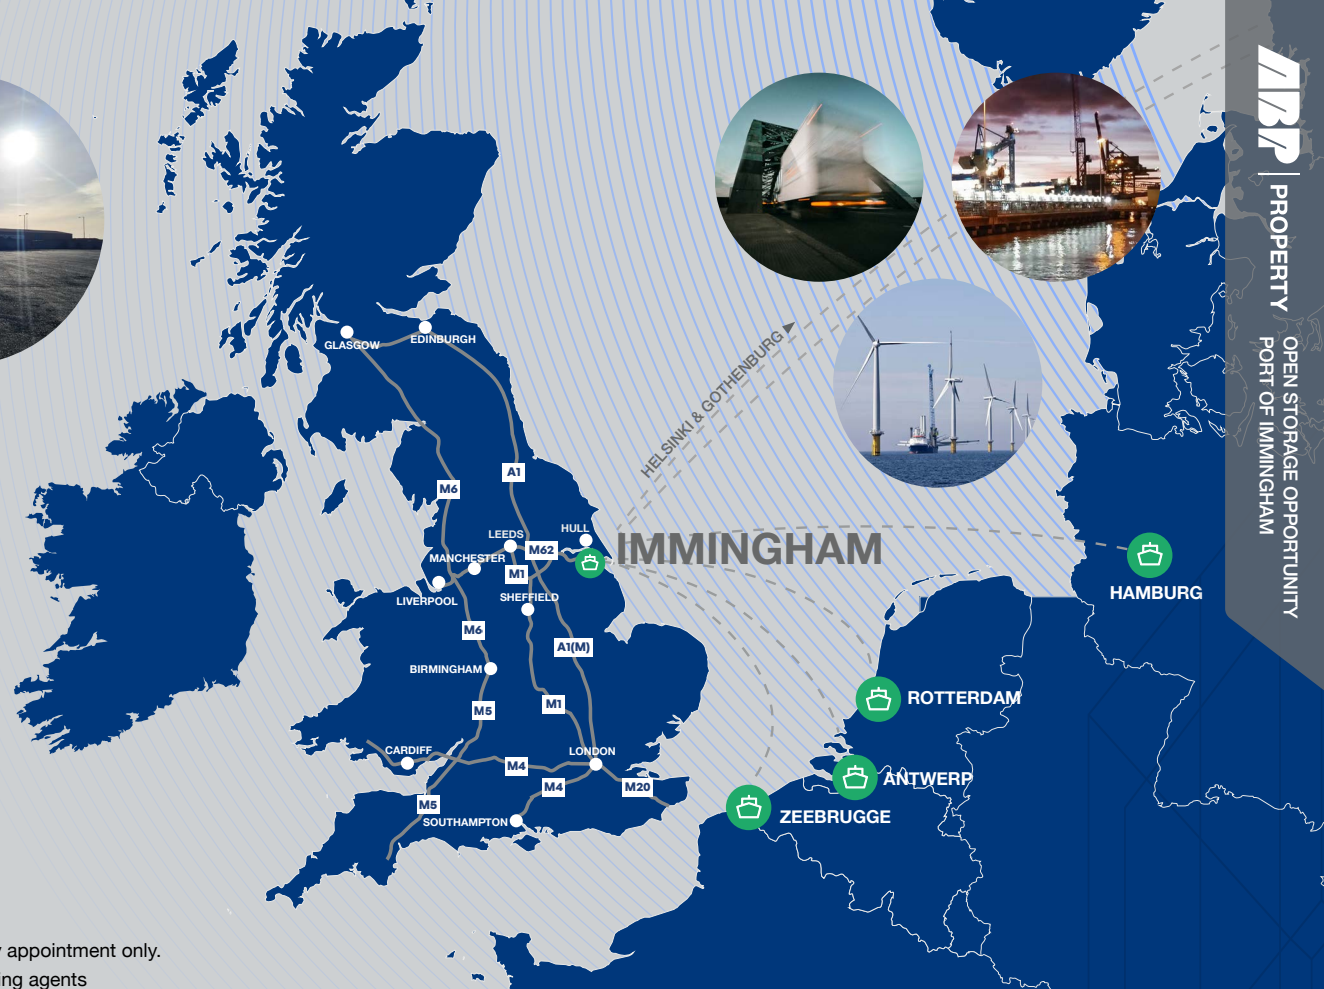 GLASGOW
EDINBURGH
HELSINKI & GOTHENBURG
A1
M6
LEEDS
HULL
M62
IMMINGHAM
MANCHESTER
M1
LIVERPOOL
SHEFFIELD
HAMBURG
M6
A1(M)
BIRMINGHAM
ROTTERDAM
M5
M1
CARDIFF
LONDON
M4
M4
M20
ANTWERP
M5
SOUTHAMPTON
ZEEBRUGGE
ABP PROPERTY
OPEN STORAGE OPPORTUNITY
PORT OF IMMINGHAM
appointment only.
agents